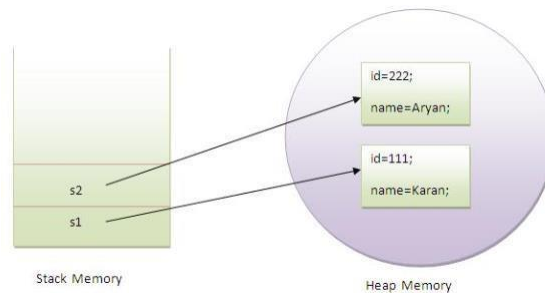 s2
s1
Stack Memory
id=222;
name=Aryan;
id=111;
name=Karan;
Heap Memory